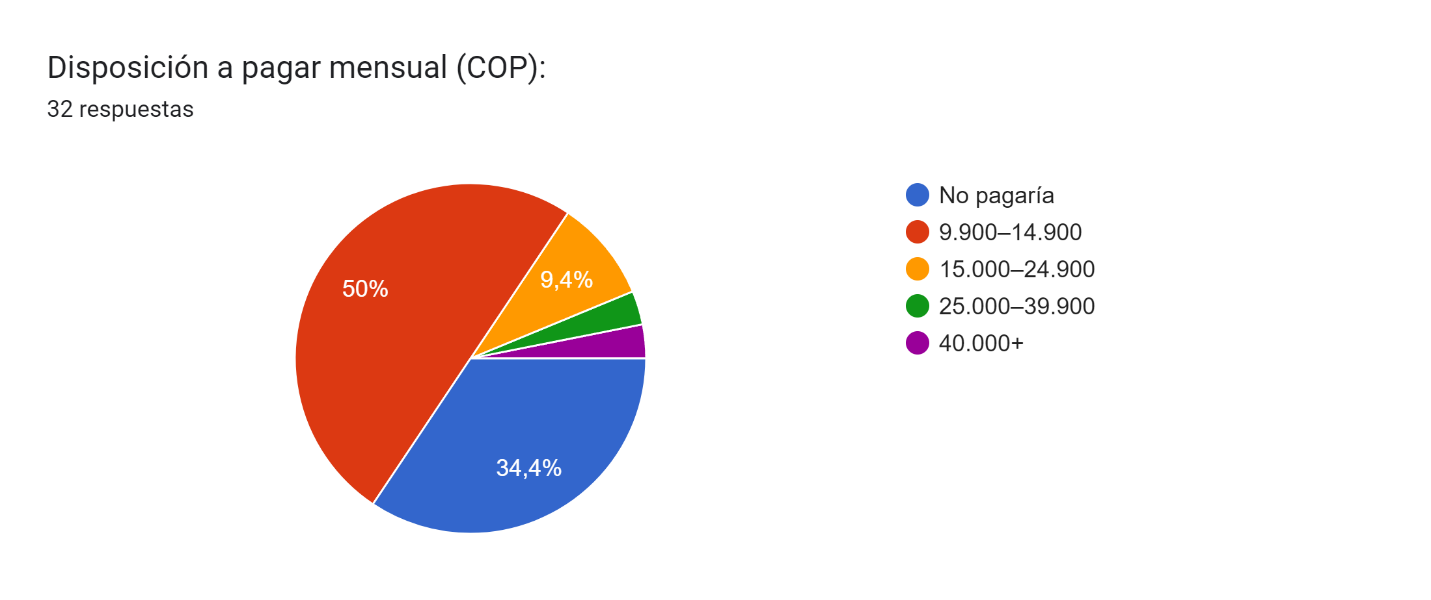 Disposición a pagar mensual (COP):
32 respuestas
50%
9,4%
34,4%
No pagaría
9.900–14.900
15.000–24.900
25.000–39.900
40.000+